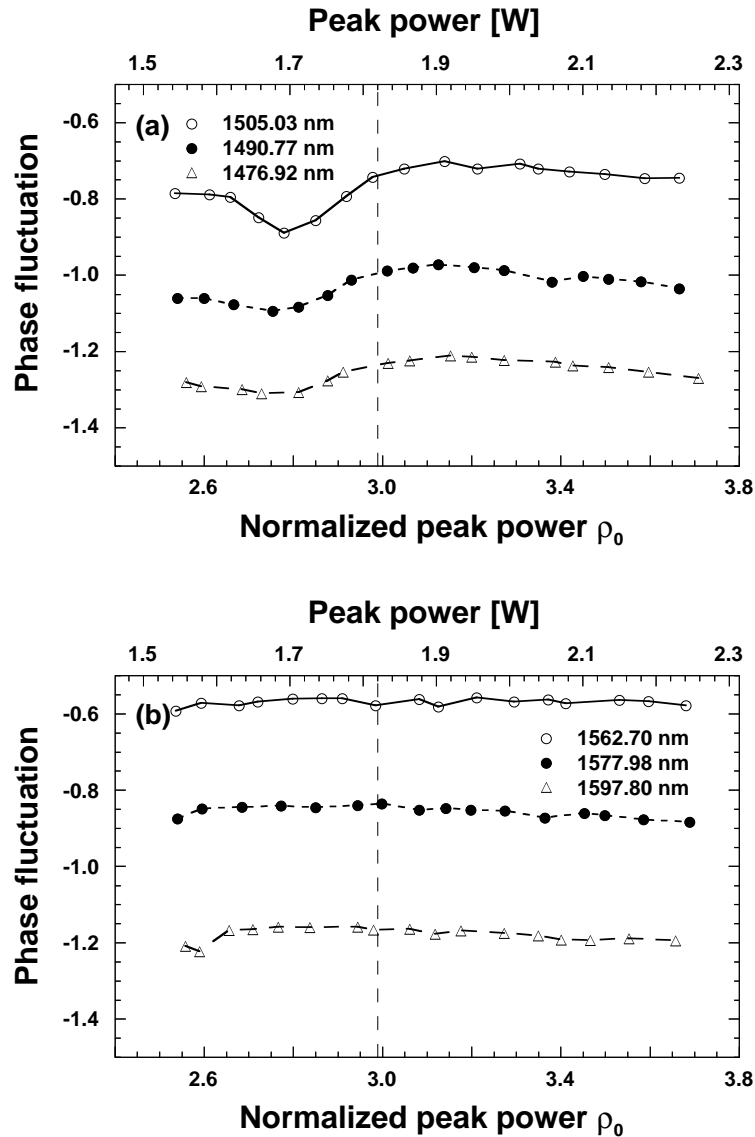 Peak power [W]
1.5 1.7 1.9 2.1 2.3
(a)
1505.03 nm
1490.77 nm
1476.92 nm
-0.6
-0.8
-1.0
-1.2
-1.4
Phase fluctuation
2.6 3.0 3.4 3.8
Normalized peak power ρ₀
Peak power [W]
1.5 1.7 1.9 2.1 2.3
(b)
1562.70 nm
1577.98 nm
1597.80 nm
-0.6
-0.8
-1.0
-1.2
-1.4
Phase fluctuation
2.6 3.0 3.4 3.8
Normalized peak power ρ₀